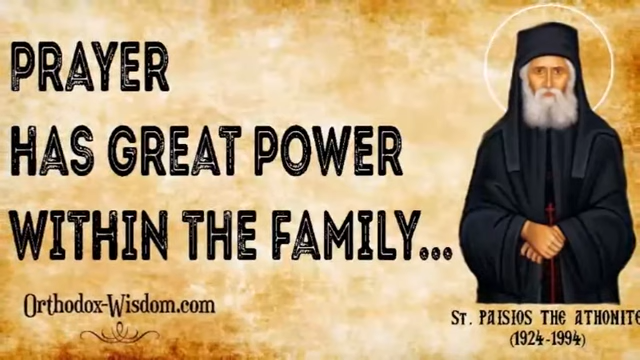 PRAYER
HAS GREAT POWER
WITHIN THE FAMILY...
Orthodox-Wisdom.com
St. PAISIOS THE ATHONITE
(1924-1994)